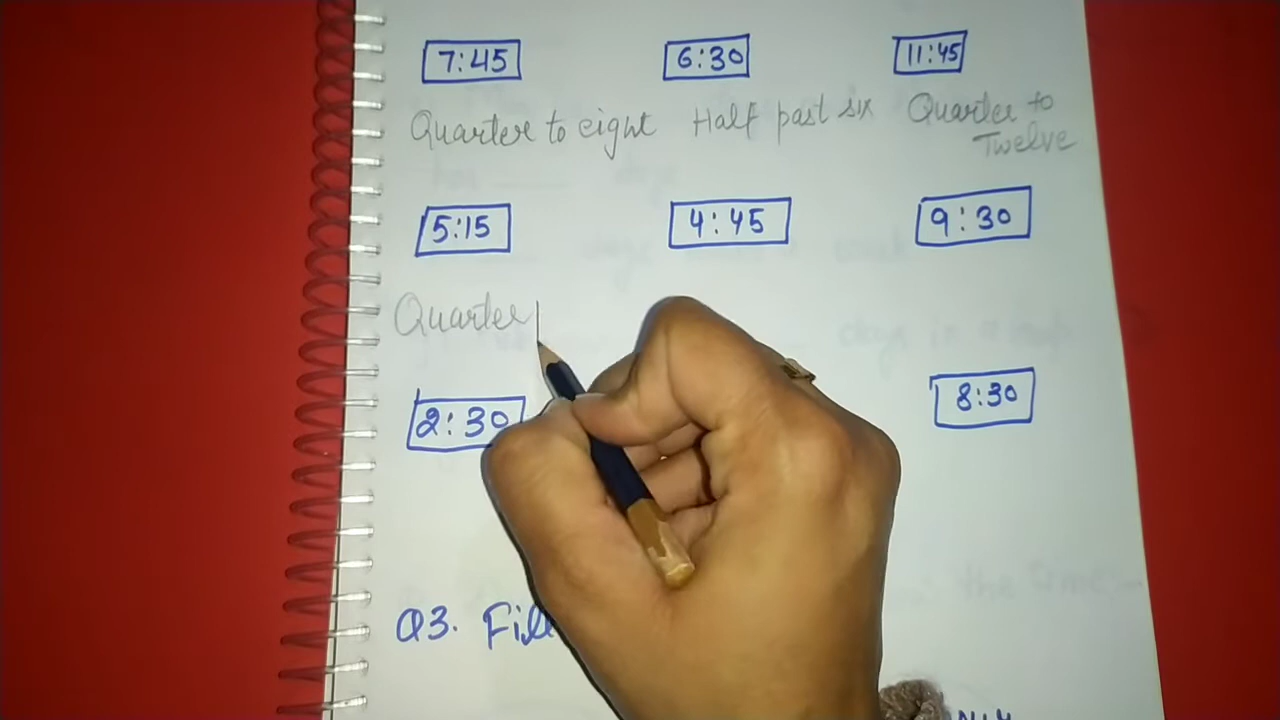 7:45 6:30 11:45
Quarter to eight Half past six Quarter to
Twelve
5:15 4:45 9:30
Quarter
2:30 8:30
Q3. Fill